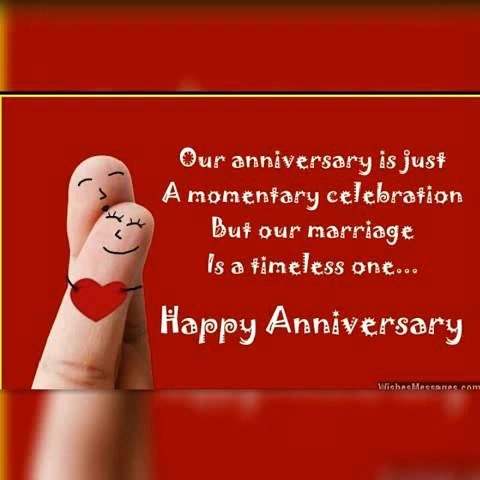 Our anniversary is just
A momentary celebration
But our marriage
Is a timeless one...
Happy Anniversary
WishesMessages.com